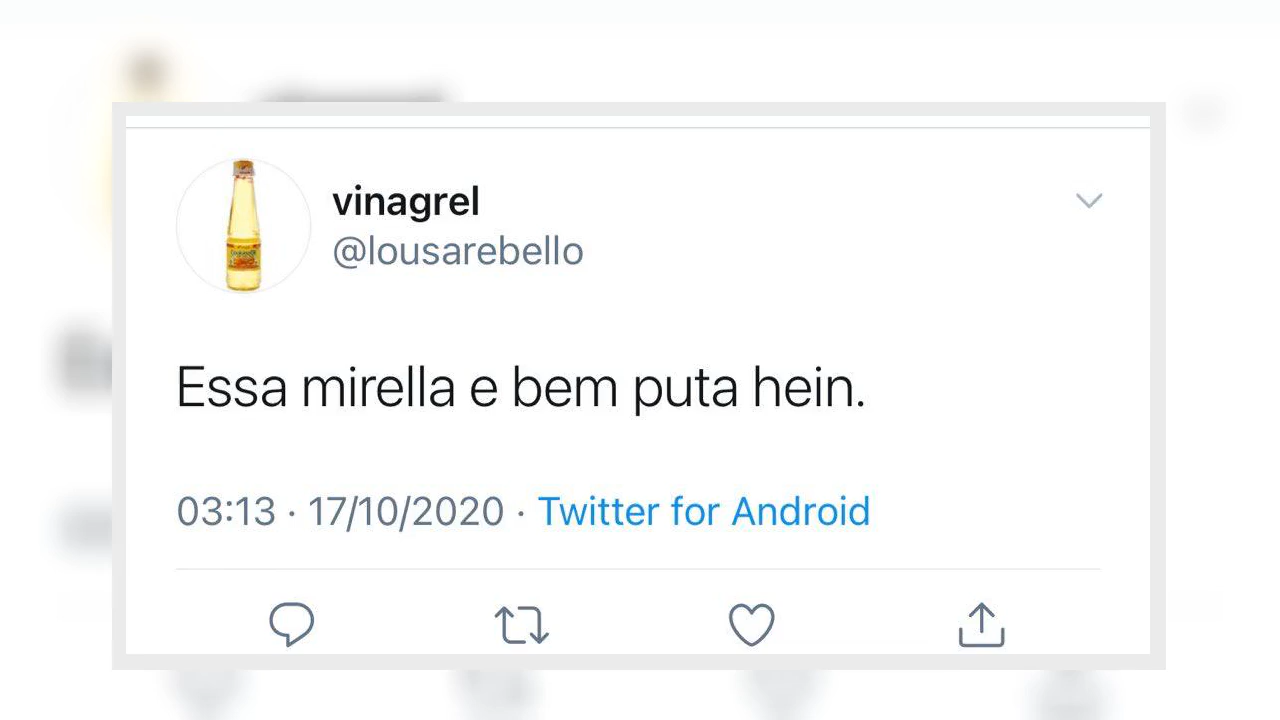 vinagrel
@lousarebello
Essa mirella e bem puta hein.
03:13 · 17/10/2020 · Twitter for Android